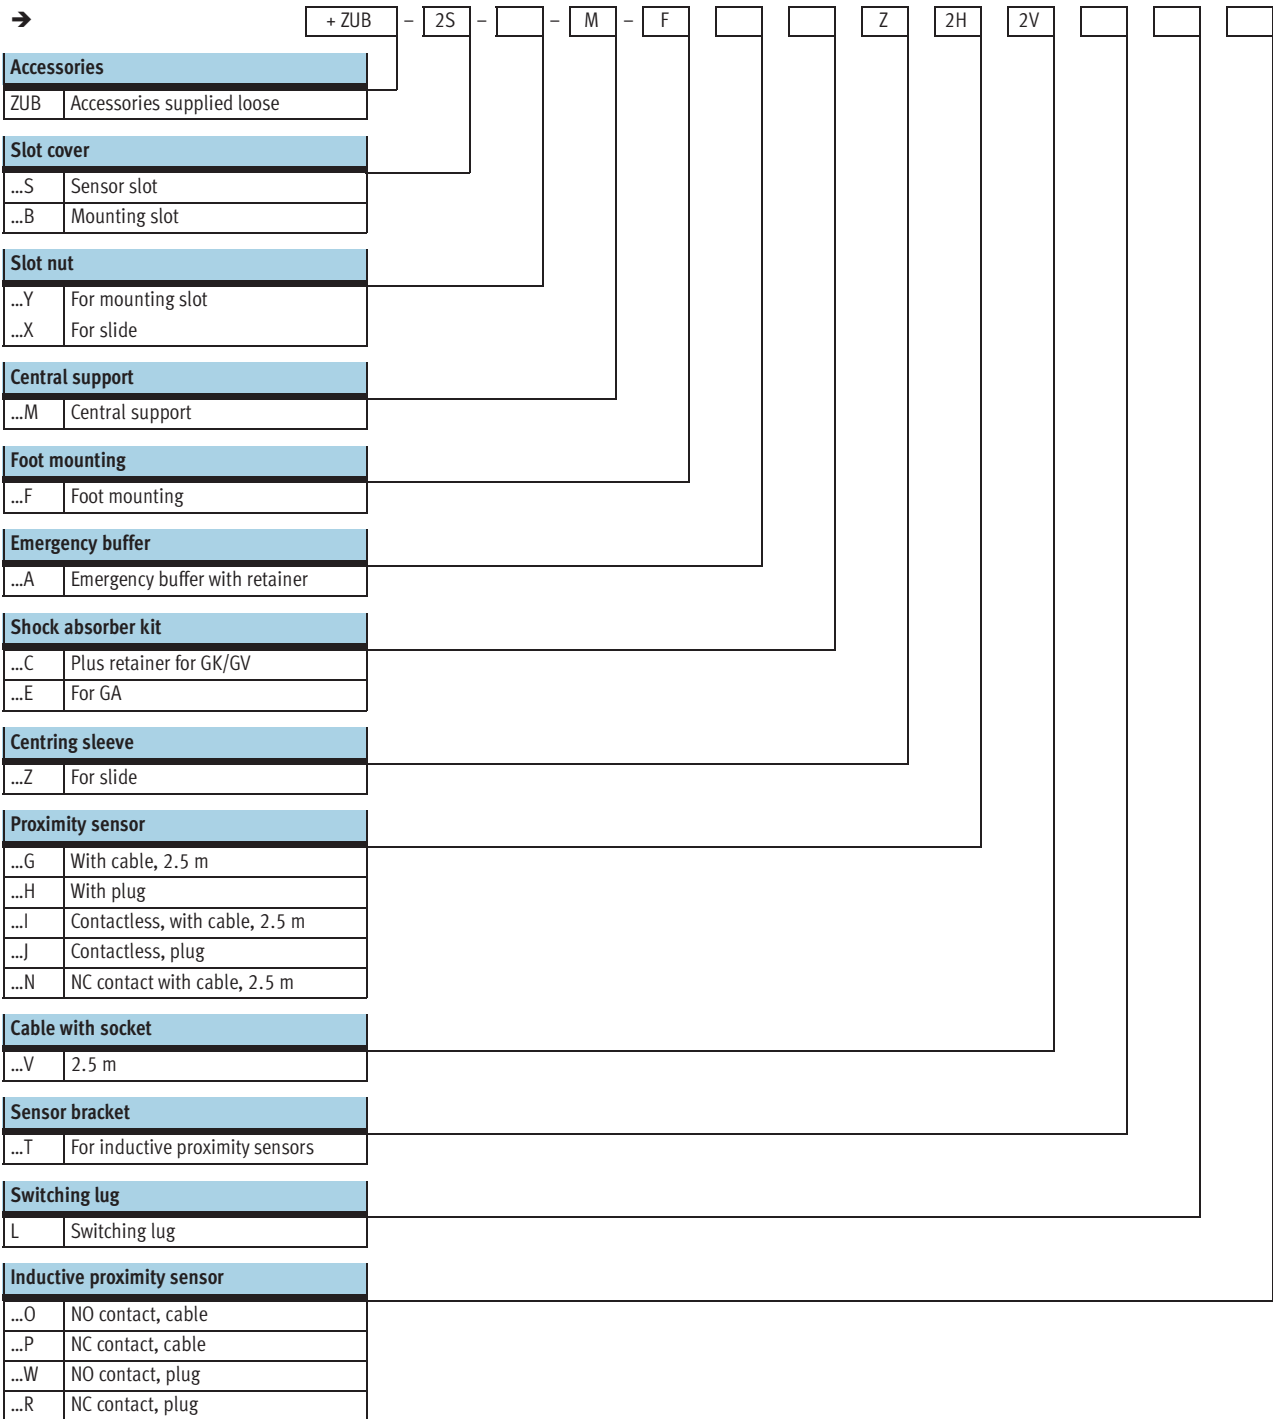 ➔ + ZUB – 2S – – M – F Z 2H 2V
Accessories
ZUB Accessories supplied loose
Slot cover
...S Sensor slot
...B Mounting slot
Slot nut
...Y For mounting slot
...X For slide
Central support
...M Central support
Foot mounting
...F Foot mounting
Emergency buffer
...A Emergency buffer with retainer
Shock absorber kit
...C Plus retainer for GK/GV
...E For GA
Centring sleeve
...Z For slide
Proximity sensor
...G With cable, 2.5 m
...H With plug
...I Contactless, with cable, 2.5 m
...J Contactless, plug
...N NC contact with cable, 2.5 m
Cable with socket
...V 2.5 m
Sensor bracket
...T For inductive proximity sensors
Switching lug
L Switching lug
Inductive proximity sensor
...O NO contact, cable
...P NC contact, cable
...W NO contact, plug
...R NC contact, plug